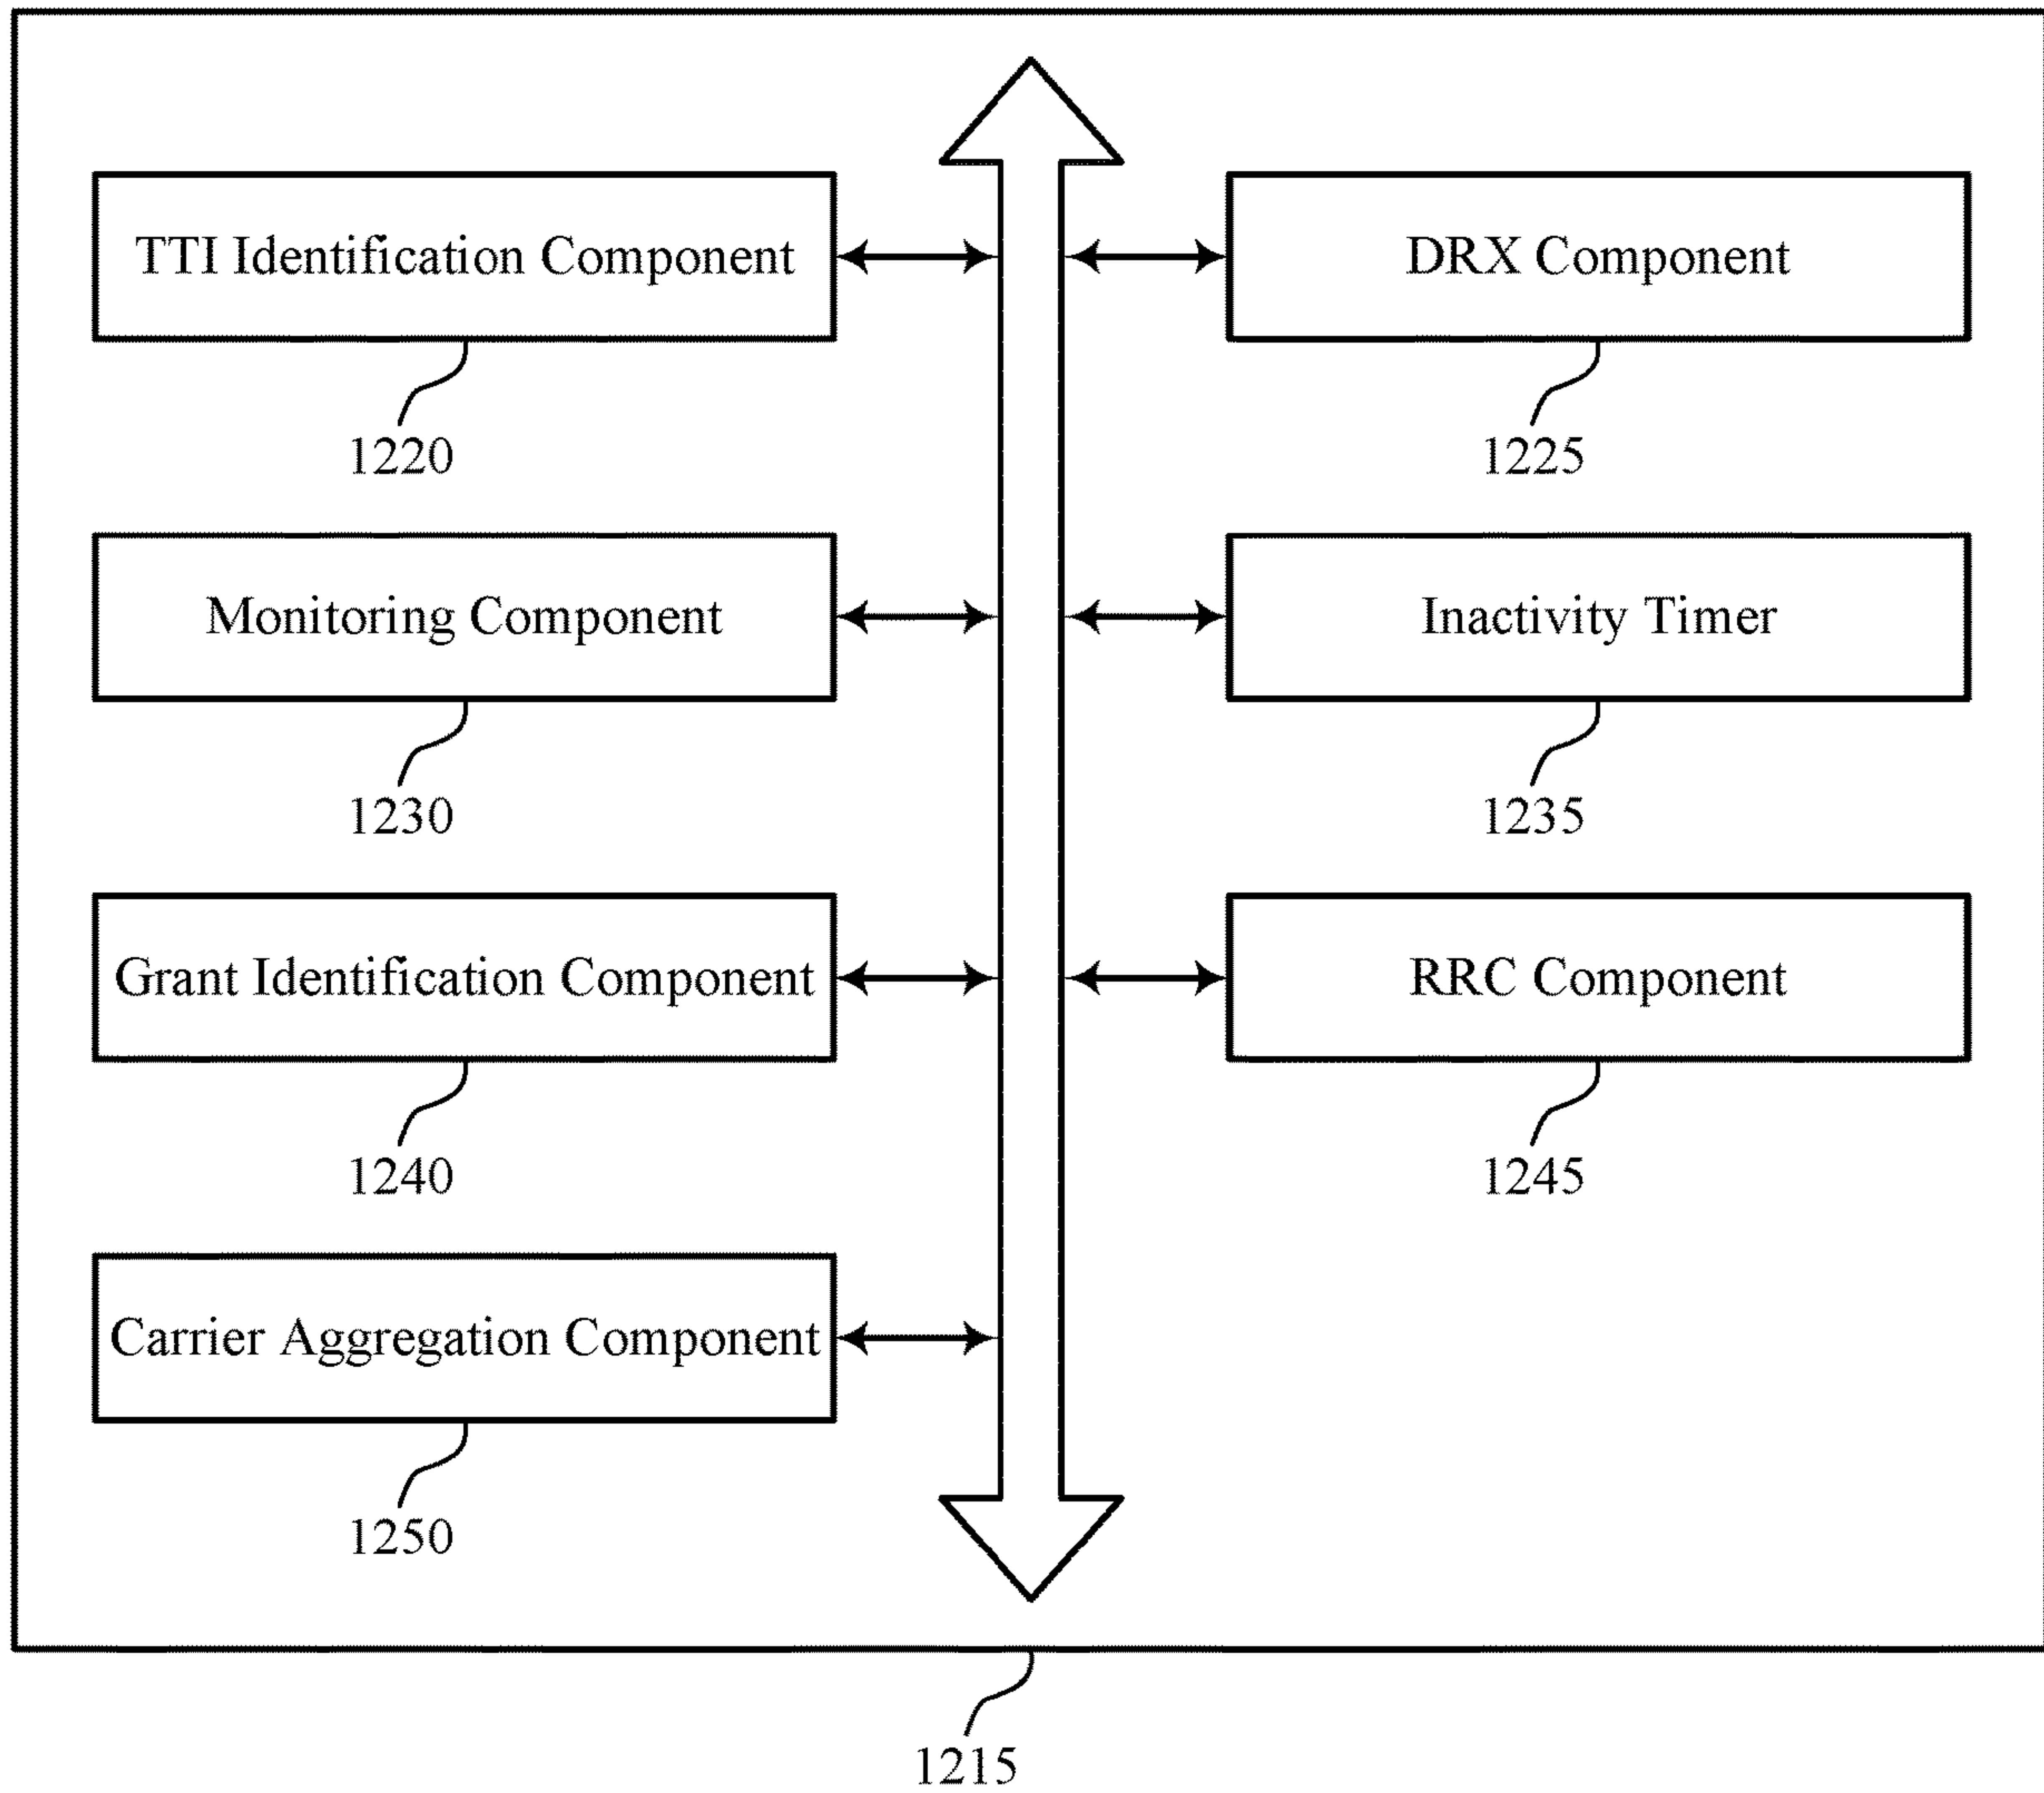 TTI Identification Component
DRX Component
1220
1225
Monitoring Component
Inactivity Timer
1230
1235
Grant Identification Component
RRC Component
1240
1245
Carrier Aggregation Component
1250
1215